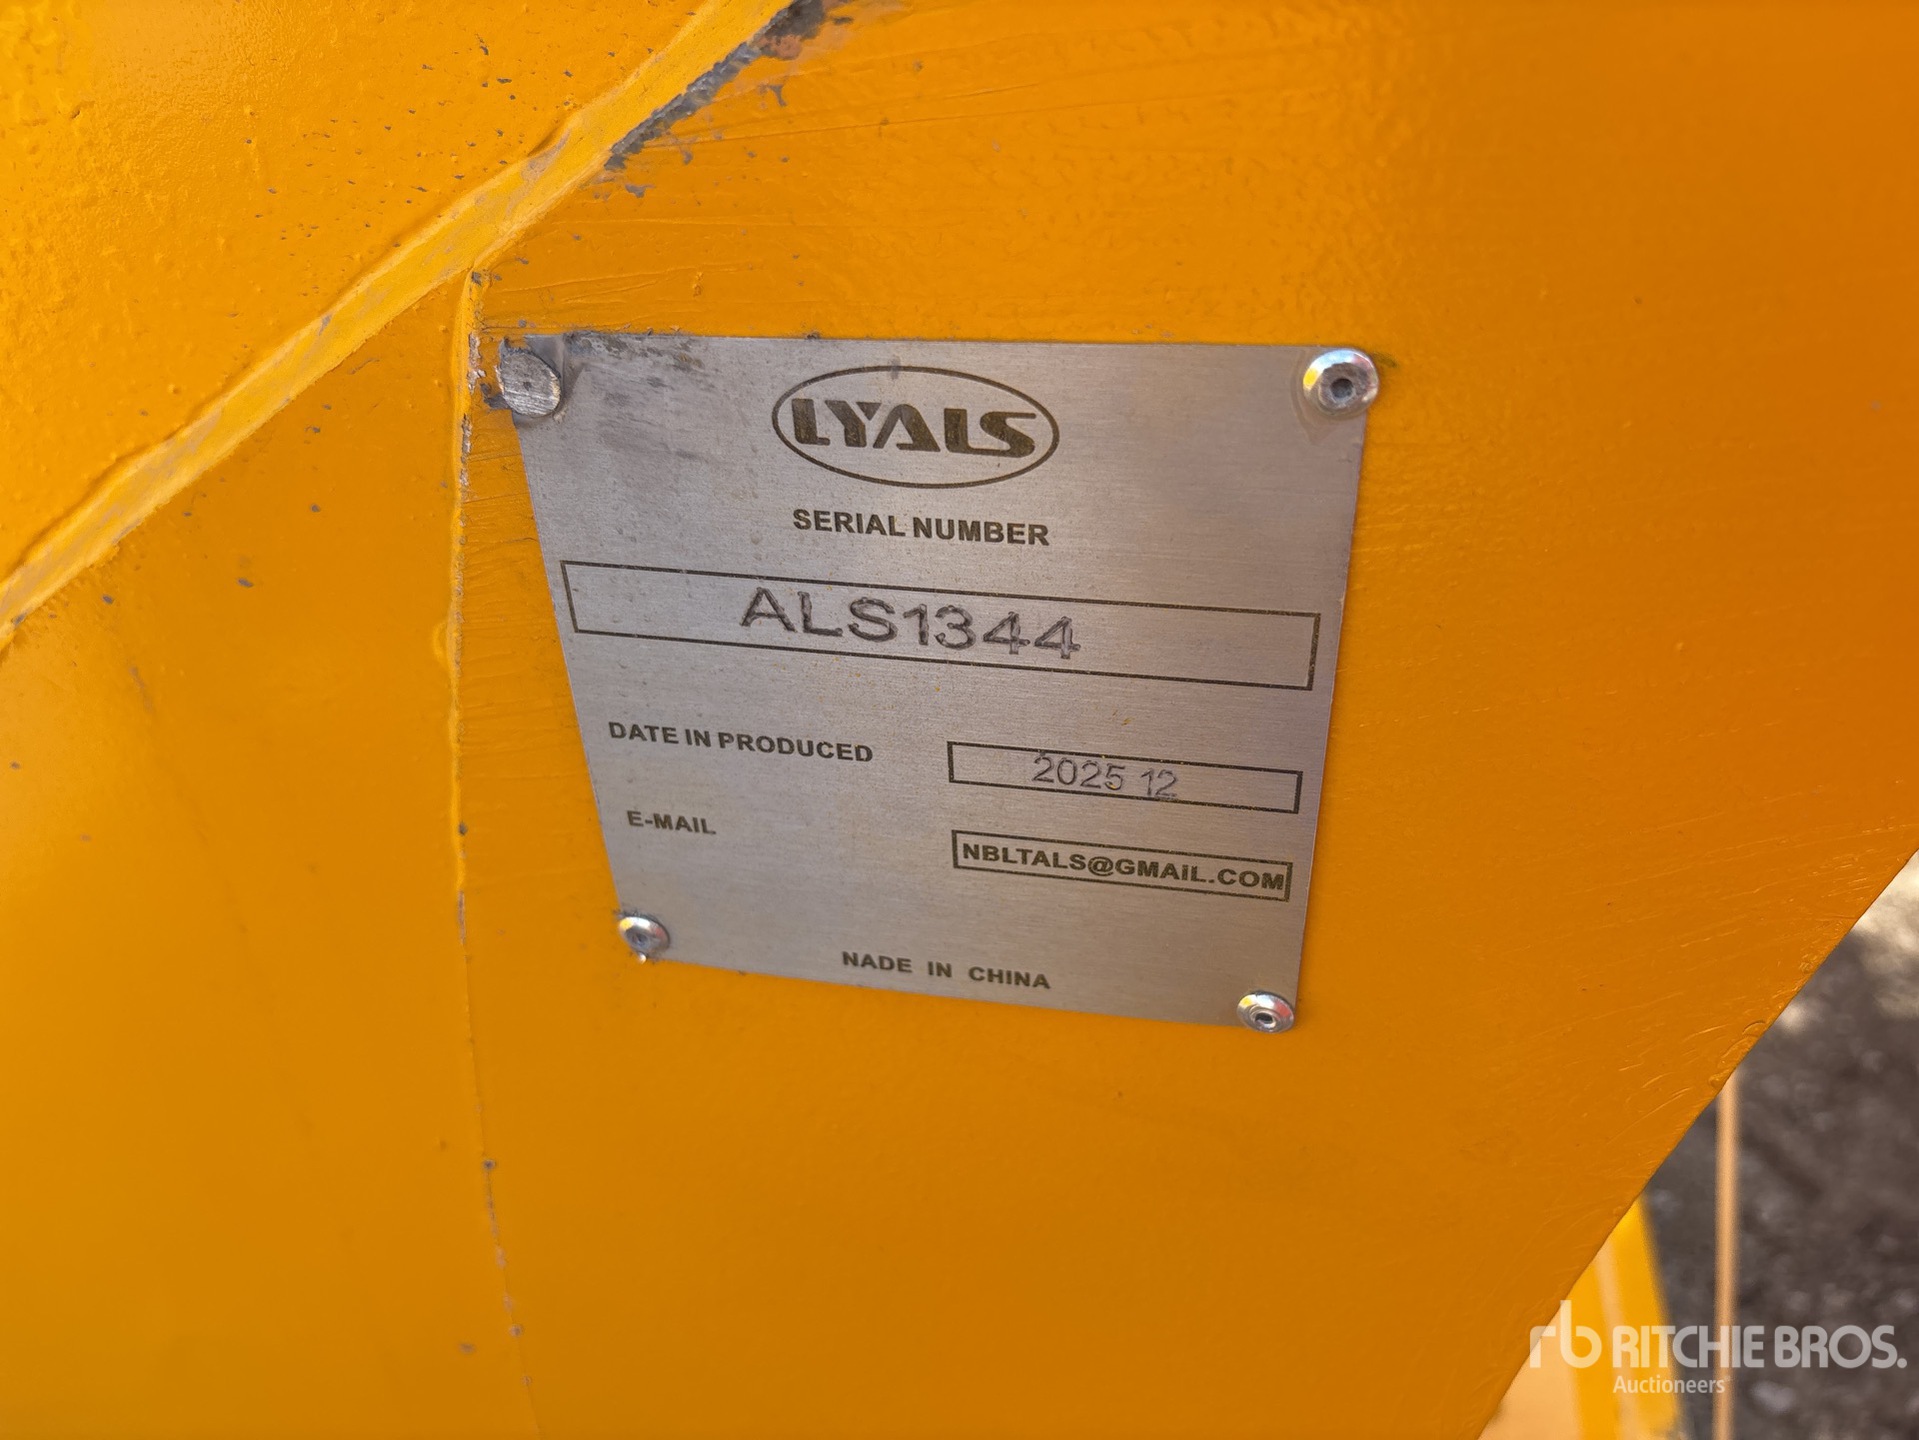 LYALS
SERIAL NUMBER
ALS1344
DATE IN PRODUCED 2025 12
E-MAIL NBLTALS@GMAiL.COM
NADE IN CHINA
rb RITCHIE BROS.
Auctioneers